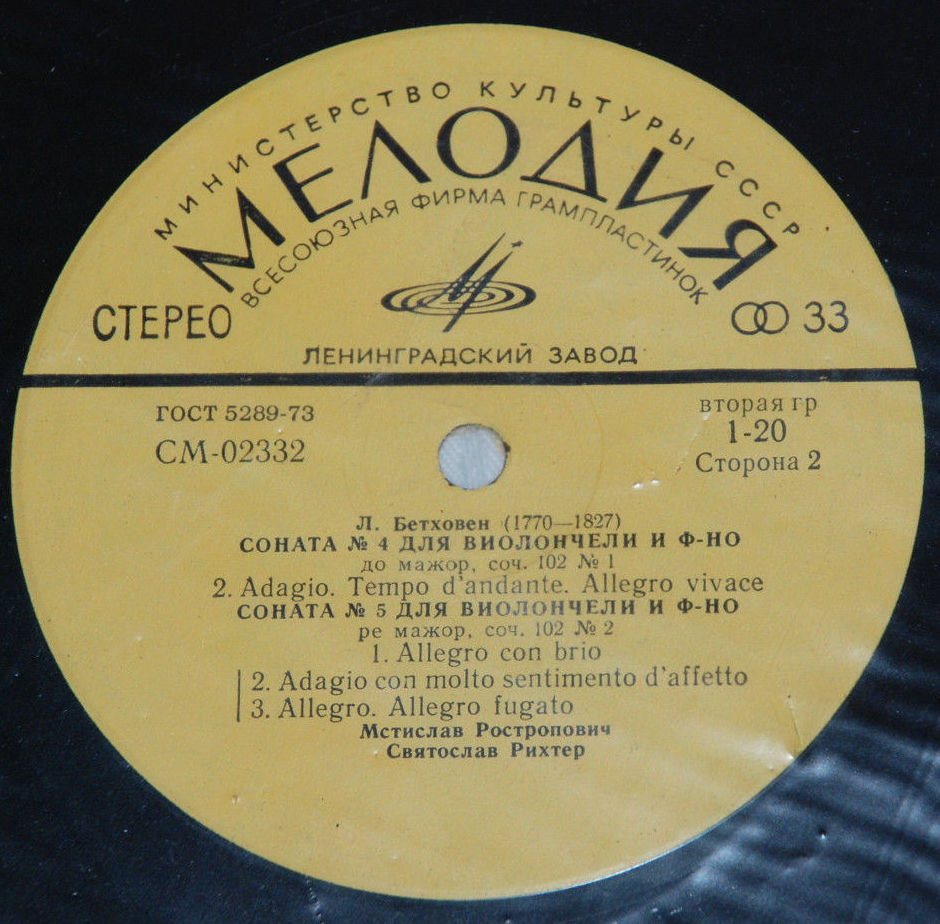 МИНИСТЕРСТВО КУЛЬТУРЫ СССР
МЕЛОДИЯ
ВСЕСОЮЗНАЯ ФИРМА ГРАМПЛАСТИНОК
СТЕРЕО
33
ЛЕНИНГРАДСКИЙ ЗАВОД
ГОСТ 5289-73
СМ-02332
вторая гр
1-20
Сторона 2
Л. Бетховен (1770—1827)
СОНАТА № 4 ДЛЯ ВИОЛОНЧЕЛИ И Ф-НО
до мажор, соч. 102 № 1
2. Adagio. Tempo d'andante. Allegro vivace
СОНАТА № 5 ДЛЯ ВИОЛОНЧЕЛИ И Ф-НО
ре мажор, соч. 102 № 2
1. Allegro con brio
2. Adagio con molto sentimento d'affetto
3. Allegro. Allegro fugato
Мстислав Ростропович
Святослав Рихтер